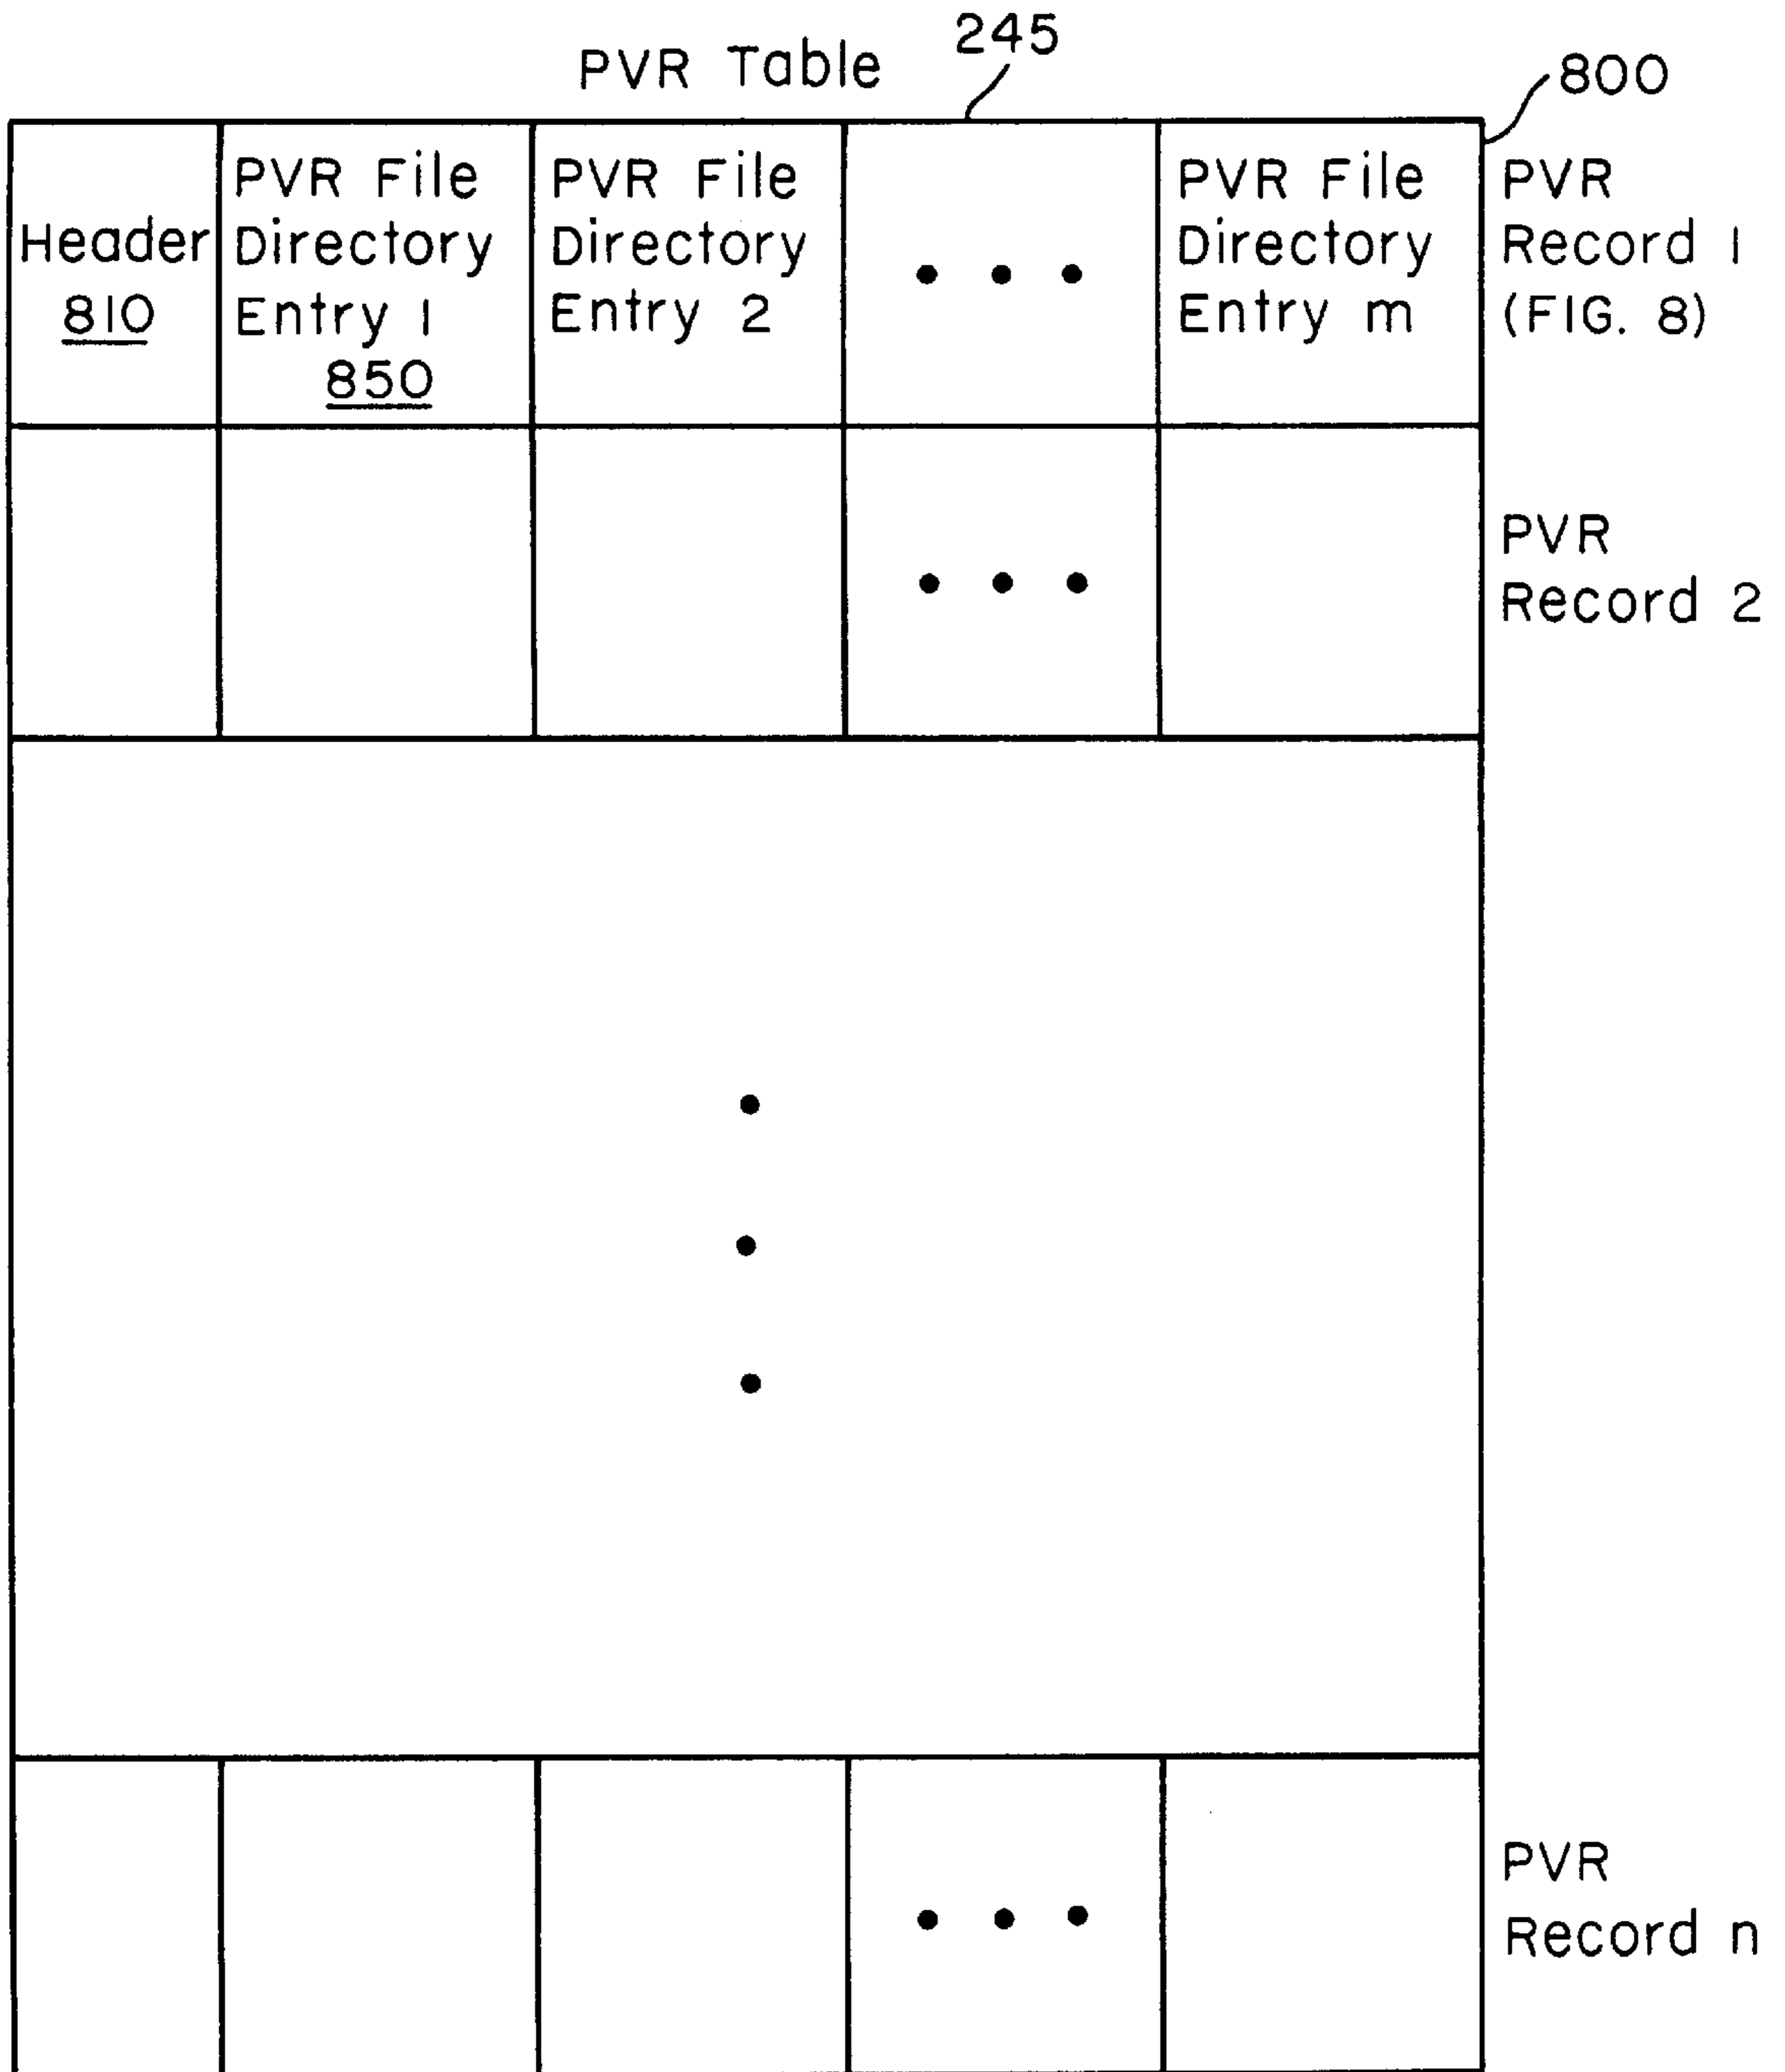 245
PVR Table
800
Header
810
PVR File
Directory
Entry 1
850
PVR File
Directory
Entry 2
• • •
PVR File
Directory
Entry m
PVR
Record 1
(FIG. 8)
• • •
PVR
Record 2
• • •
PVR
Record n